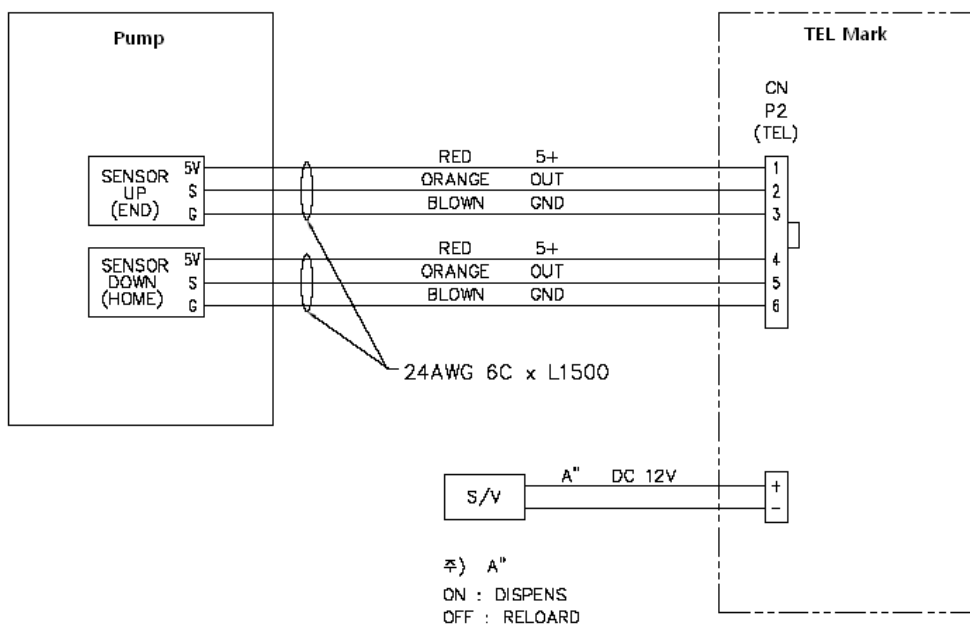 Pump
TEL Mark
CN
P2
(TEL)
SENSOR
UP
(END)
5V
S
G
RED 5+
ORANGE OUT
BLOWN GND
1
2
3
SENSOR
DOWN
(HOME)
5V
S
G
RED 5+
ORANGE OUT
BLOWN GND
4
5
6
24AWG 6C x L1500
S/V
A" DC 12V
+
-
주) A"
ON : DISPENS
OFF : RELOARD